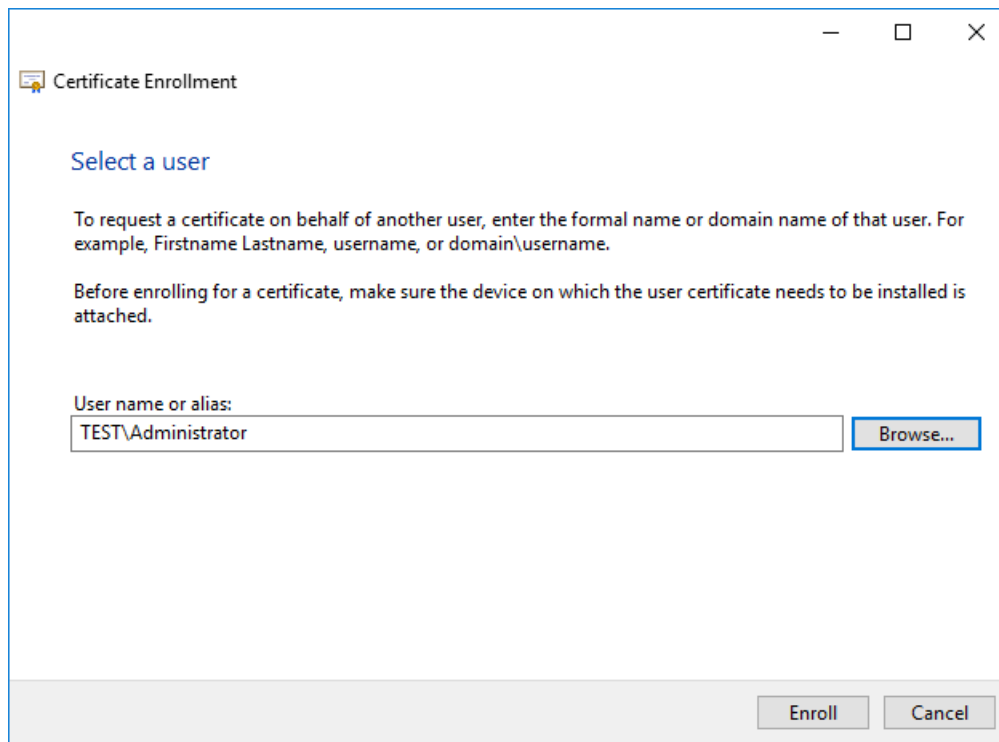 Certificate Enrollment
Select a user
To request a certificate on behalf of another user, enter the formal name or domain name of that user. For
example, Firstname Lastname, username, or domain\username.
Before enrolling for a certificate, make sure the device on which the user certificate needs to be installed is
attached.
User name or alias:
TEST\Administrator
Browse...
Enroll
Cancel